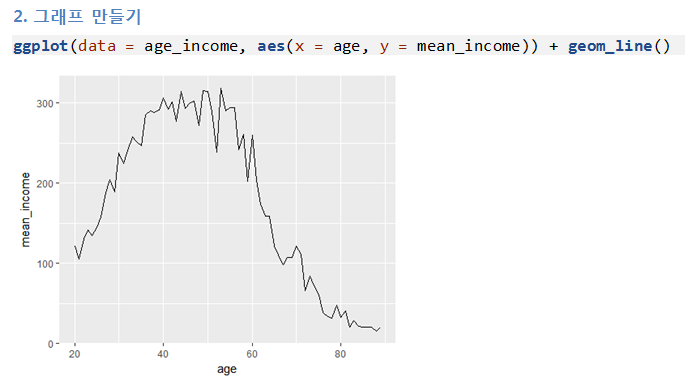 2. 그래프 만들기
ggplot(data = age_income, aes(x = age, y = mean_income)) + geom_line()
300
200
100
0
mean_income
20 40 60 80
age